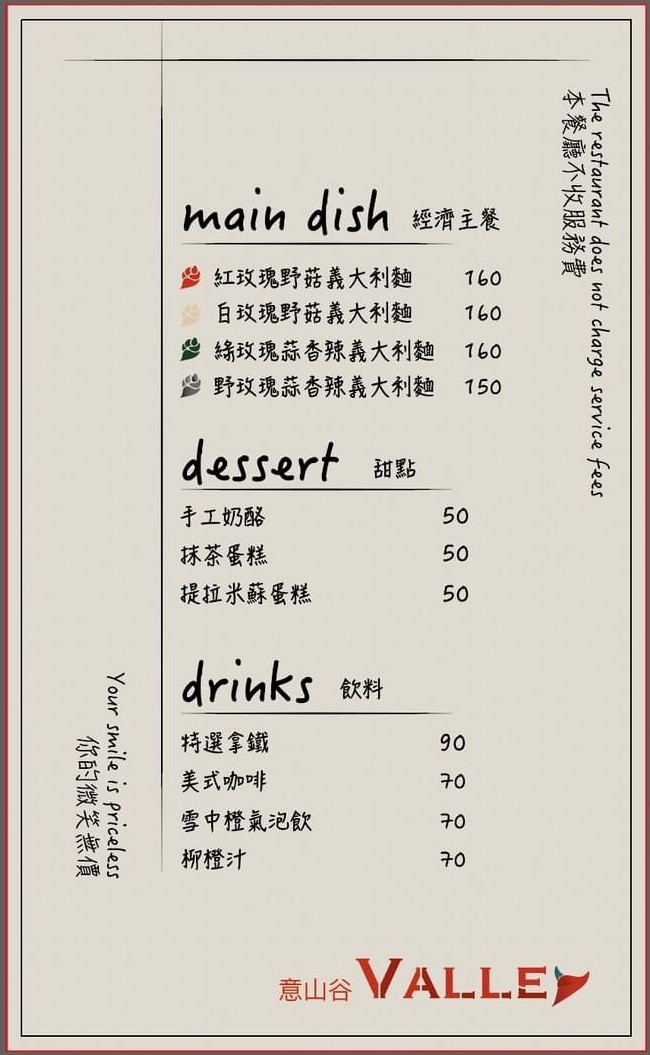 The restaurant does not charge service fees
本餐廳不收服務費
main dish 經濟主餐
紅玫瑰野菇義大利麵 160
白玫瑰野菇義大利麵 160
綠玫瑰蒜香辣義大利麵 160
野玫瑰蒜香辣義大利麵 150
dessert 甜點
手工奶酪 50
抹茶蛋糕 50
提拉米蘇蛋糕 50
drinks 飲料
特選拿鐵 90
美式咖啡 70
雪中橙氣泡飲 70
柳橙汁 70
Your smile is priceless
你的微笑無價
意山谷 VALLEY